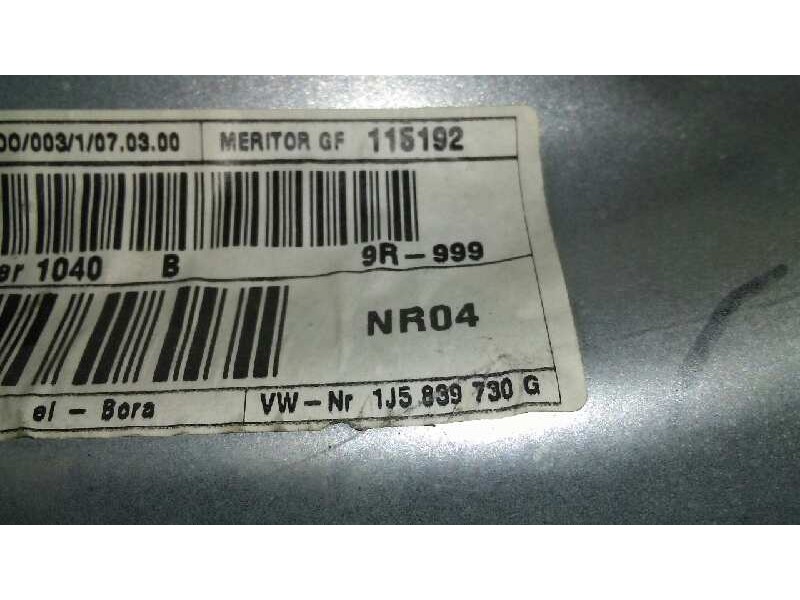 00/003/1/07.03.00 MERITOR GF 115192
er 1040 B 9R-999
NR04
el - Bora VW-Nr 1J5 839 730 G